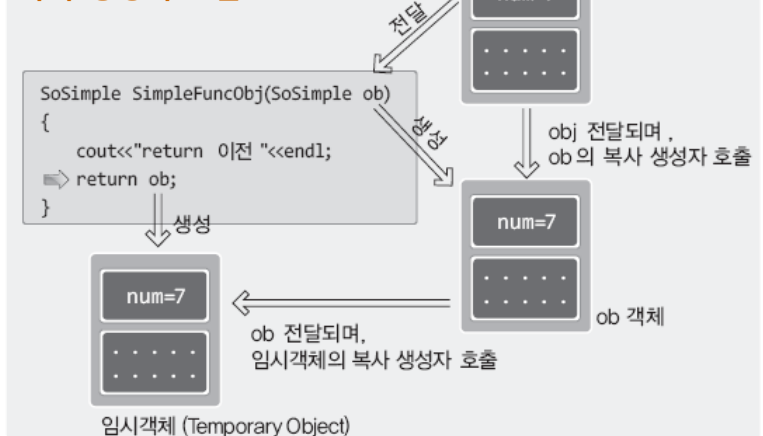 전달
num=7
SoSimple SimpleFuncObj(SoSimple ob)
{
cout<<"return 이전 "<<endl;
return ob;
}
생성
생성
obj 전달되며 ,
ob의 복사 생성자 호출
num=7
ob 객체
num=7
ob 전달되며,
임시객체의 복사 생성자 호출
임시객체 (Temporary Object)